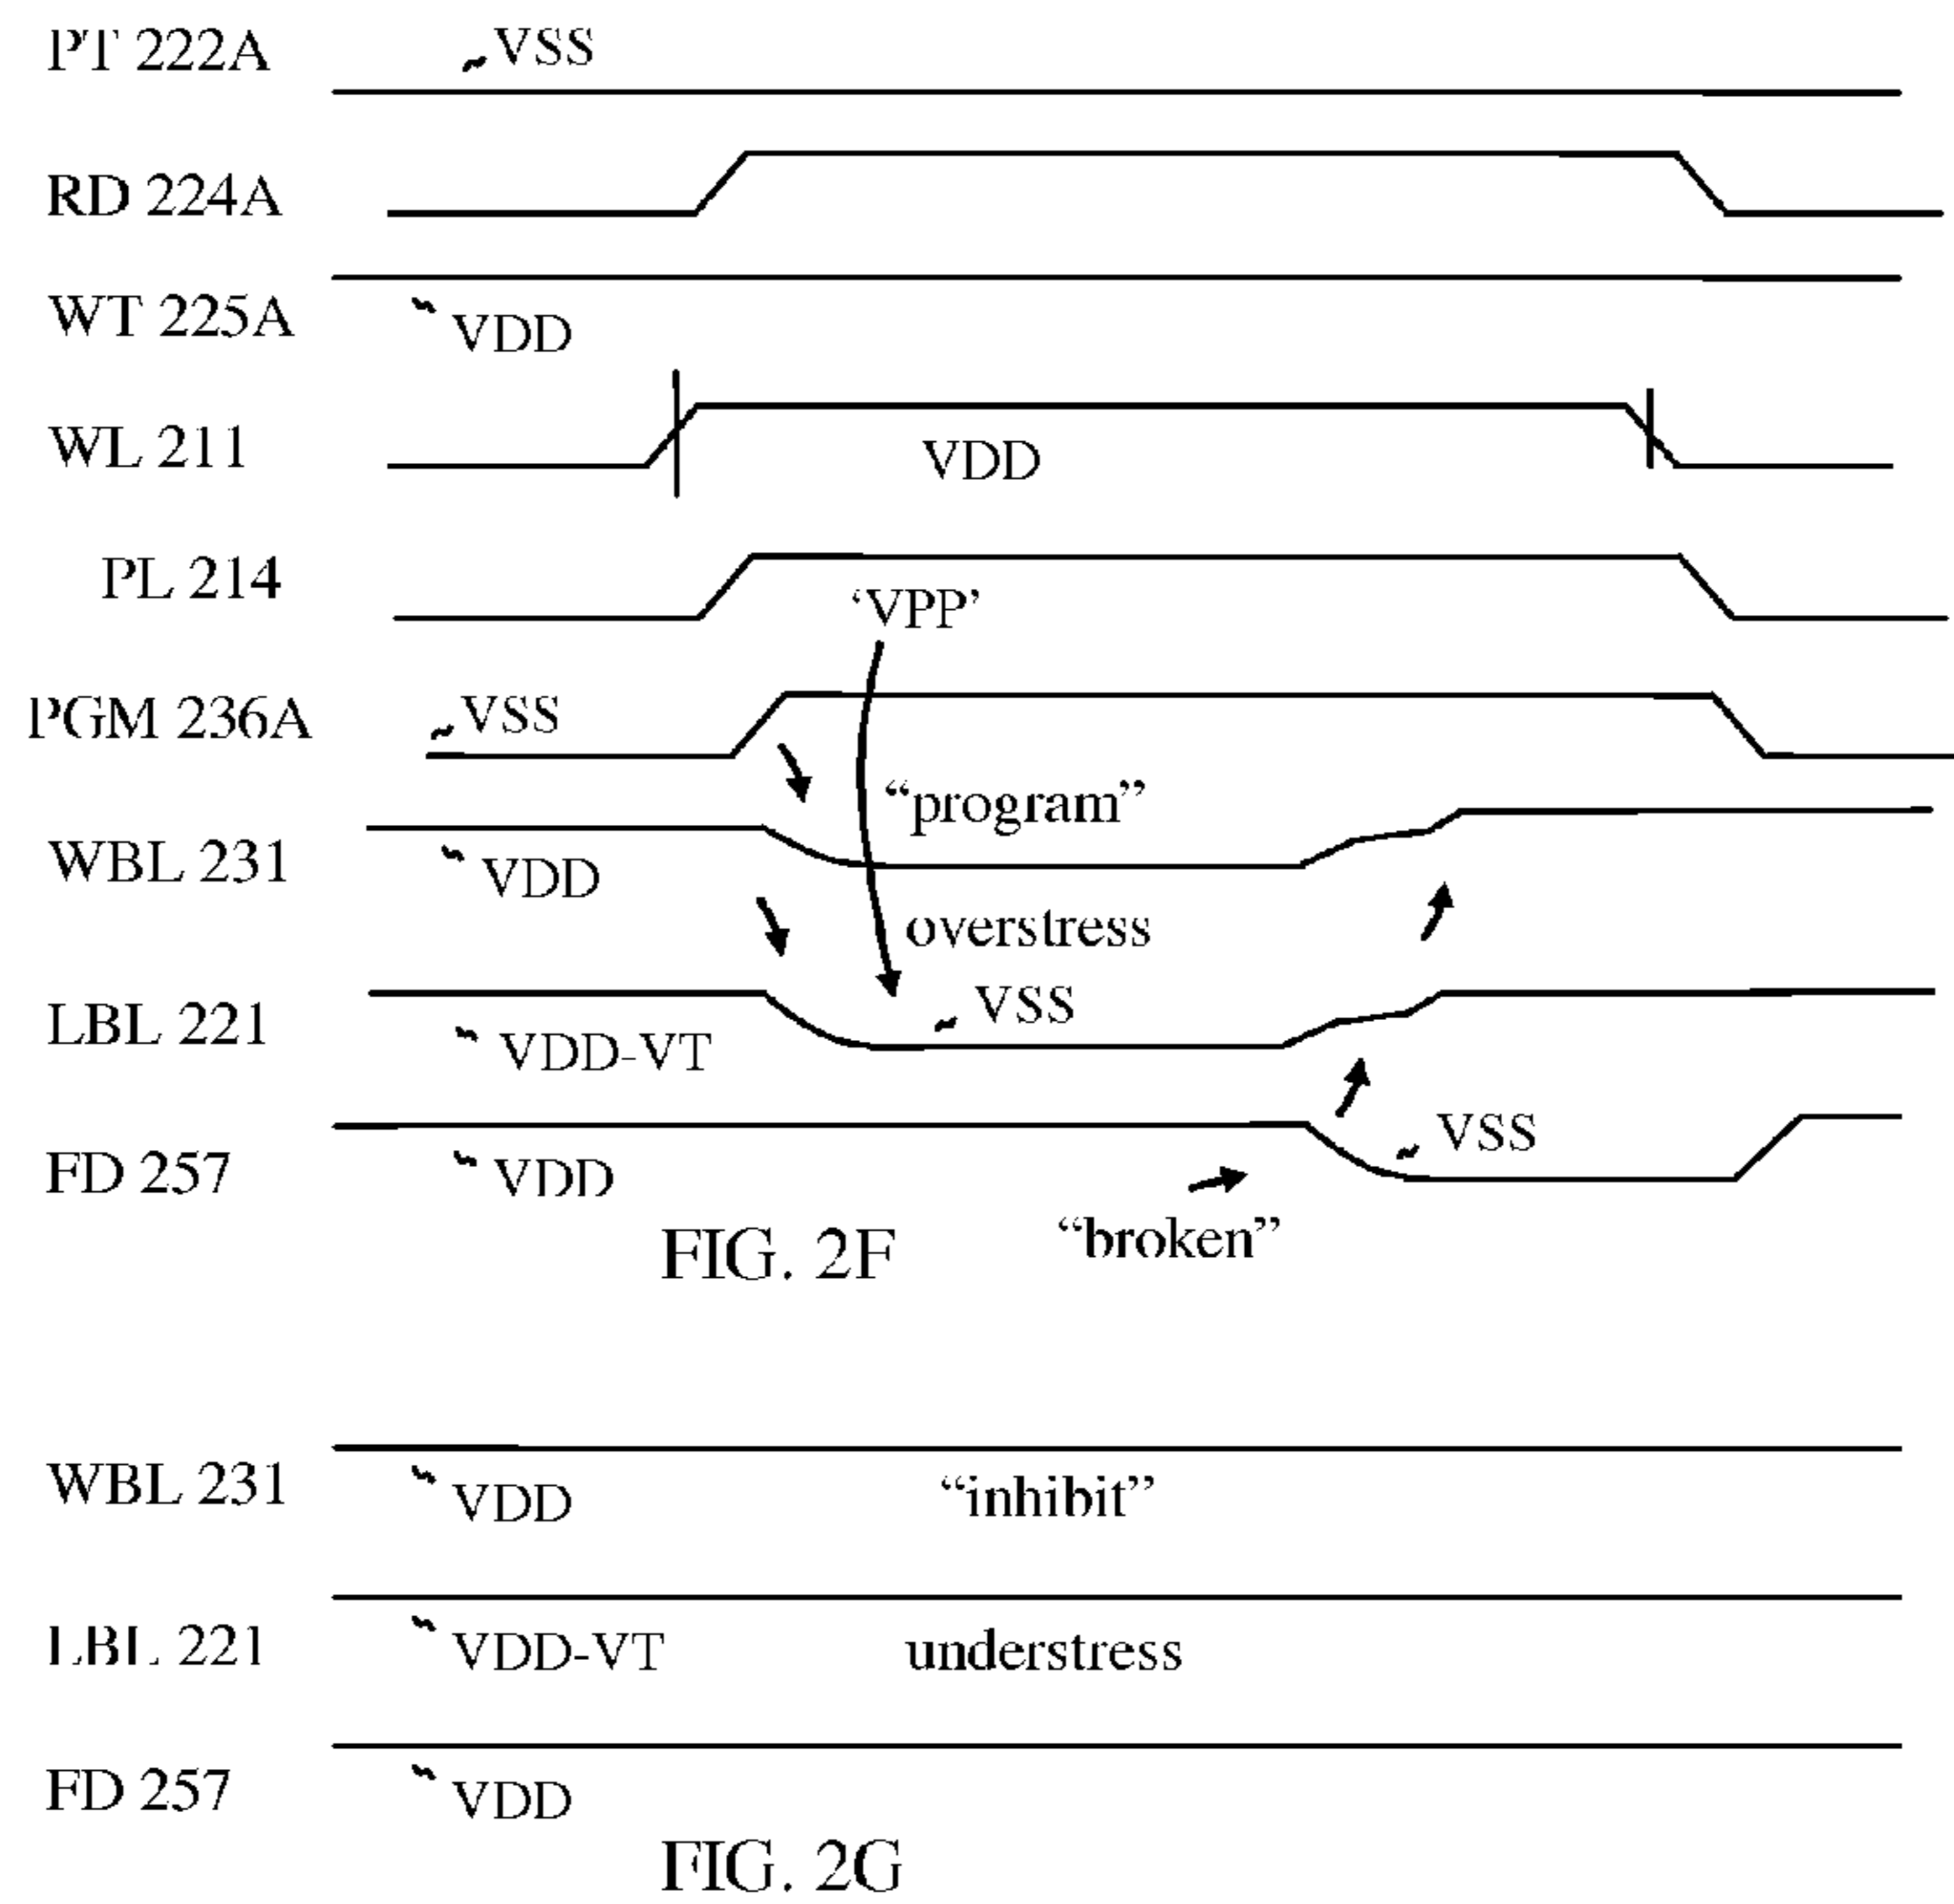 PT 222A
VSS
RD 224A
WT 225A
VDD
WL 211
VDD
PL 214
‘VPP’
PGM 236A
VSS
“program”
WBL 231
VDD
overstress
LBL 221
VDD-VT
VSS
FD 257
VDD
VSS
“broken”
FIG. 2F
WBL 231
VDD
“inhibit”
LBL 221
VDD-VT
understress
FD 257
VDD
FIG. 2G